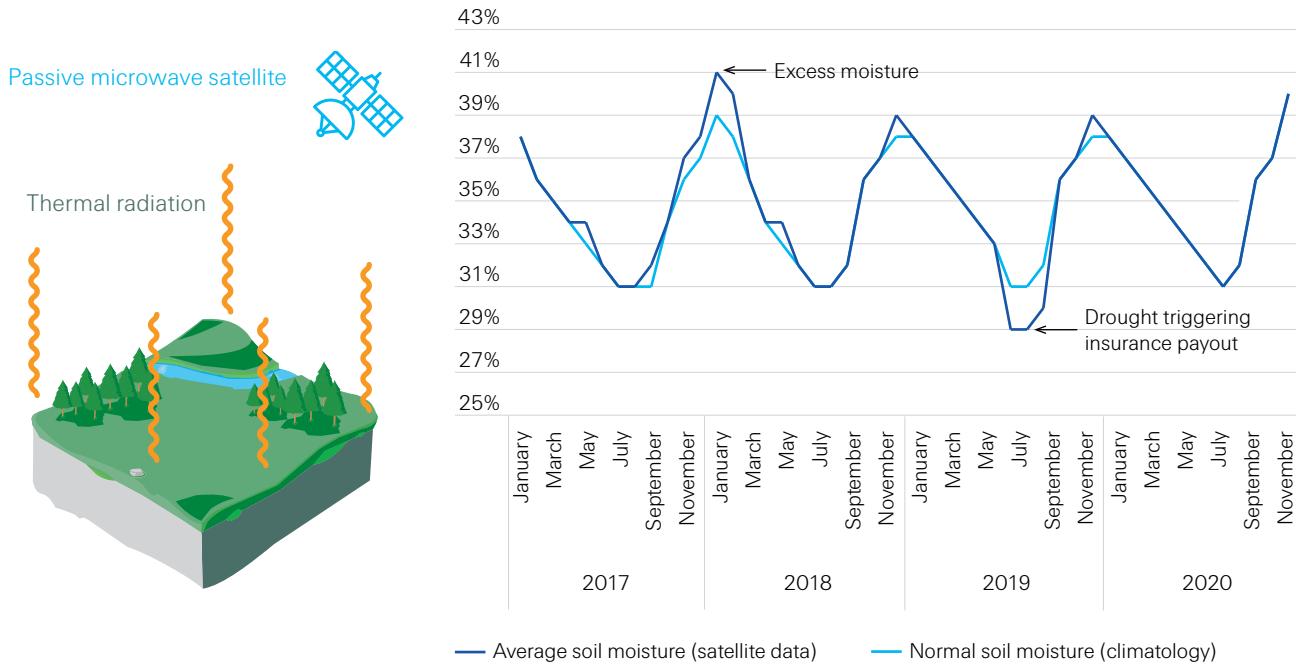 Passive microwave satellite
Thermal radiation
43%
41%
39%
37%
35%
33%
31%
29%
27%
25%
Excess moisture
Drought triggering
insurance payout
January
March
May
July
September
November
January
March
May
July
September
November
January
March
May
July
September
November
January
March
May
July
September
November
2017
2018
2019
2020
Average soil moisture (satellite data)
Normal soil moisture (climatology)